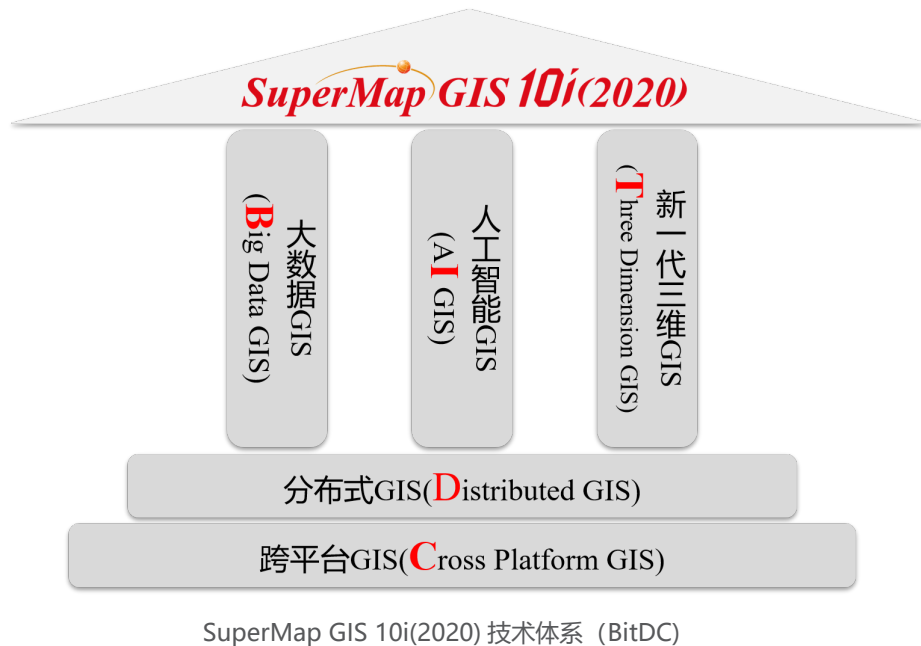 SuperMap GIS 10i(2020)
大数据GIS
(Big Data GIS)
人工智能GIS
(AI GIS)
新一代三维GIS
(Three Dimension GIS)
分布式GIS(Distributed GIS)
跨平台GIS(Cross Platform GIS)
SuperMap GIS 10i(2020) 技术体系（BitDC)